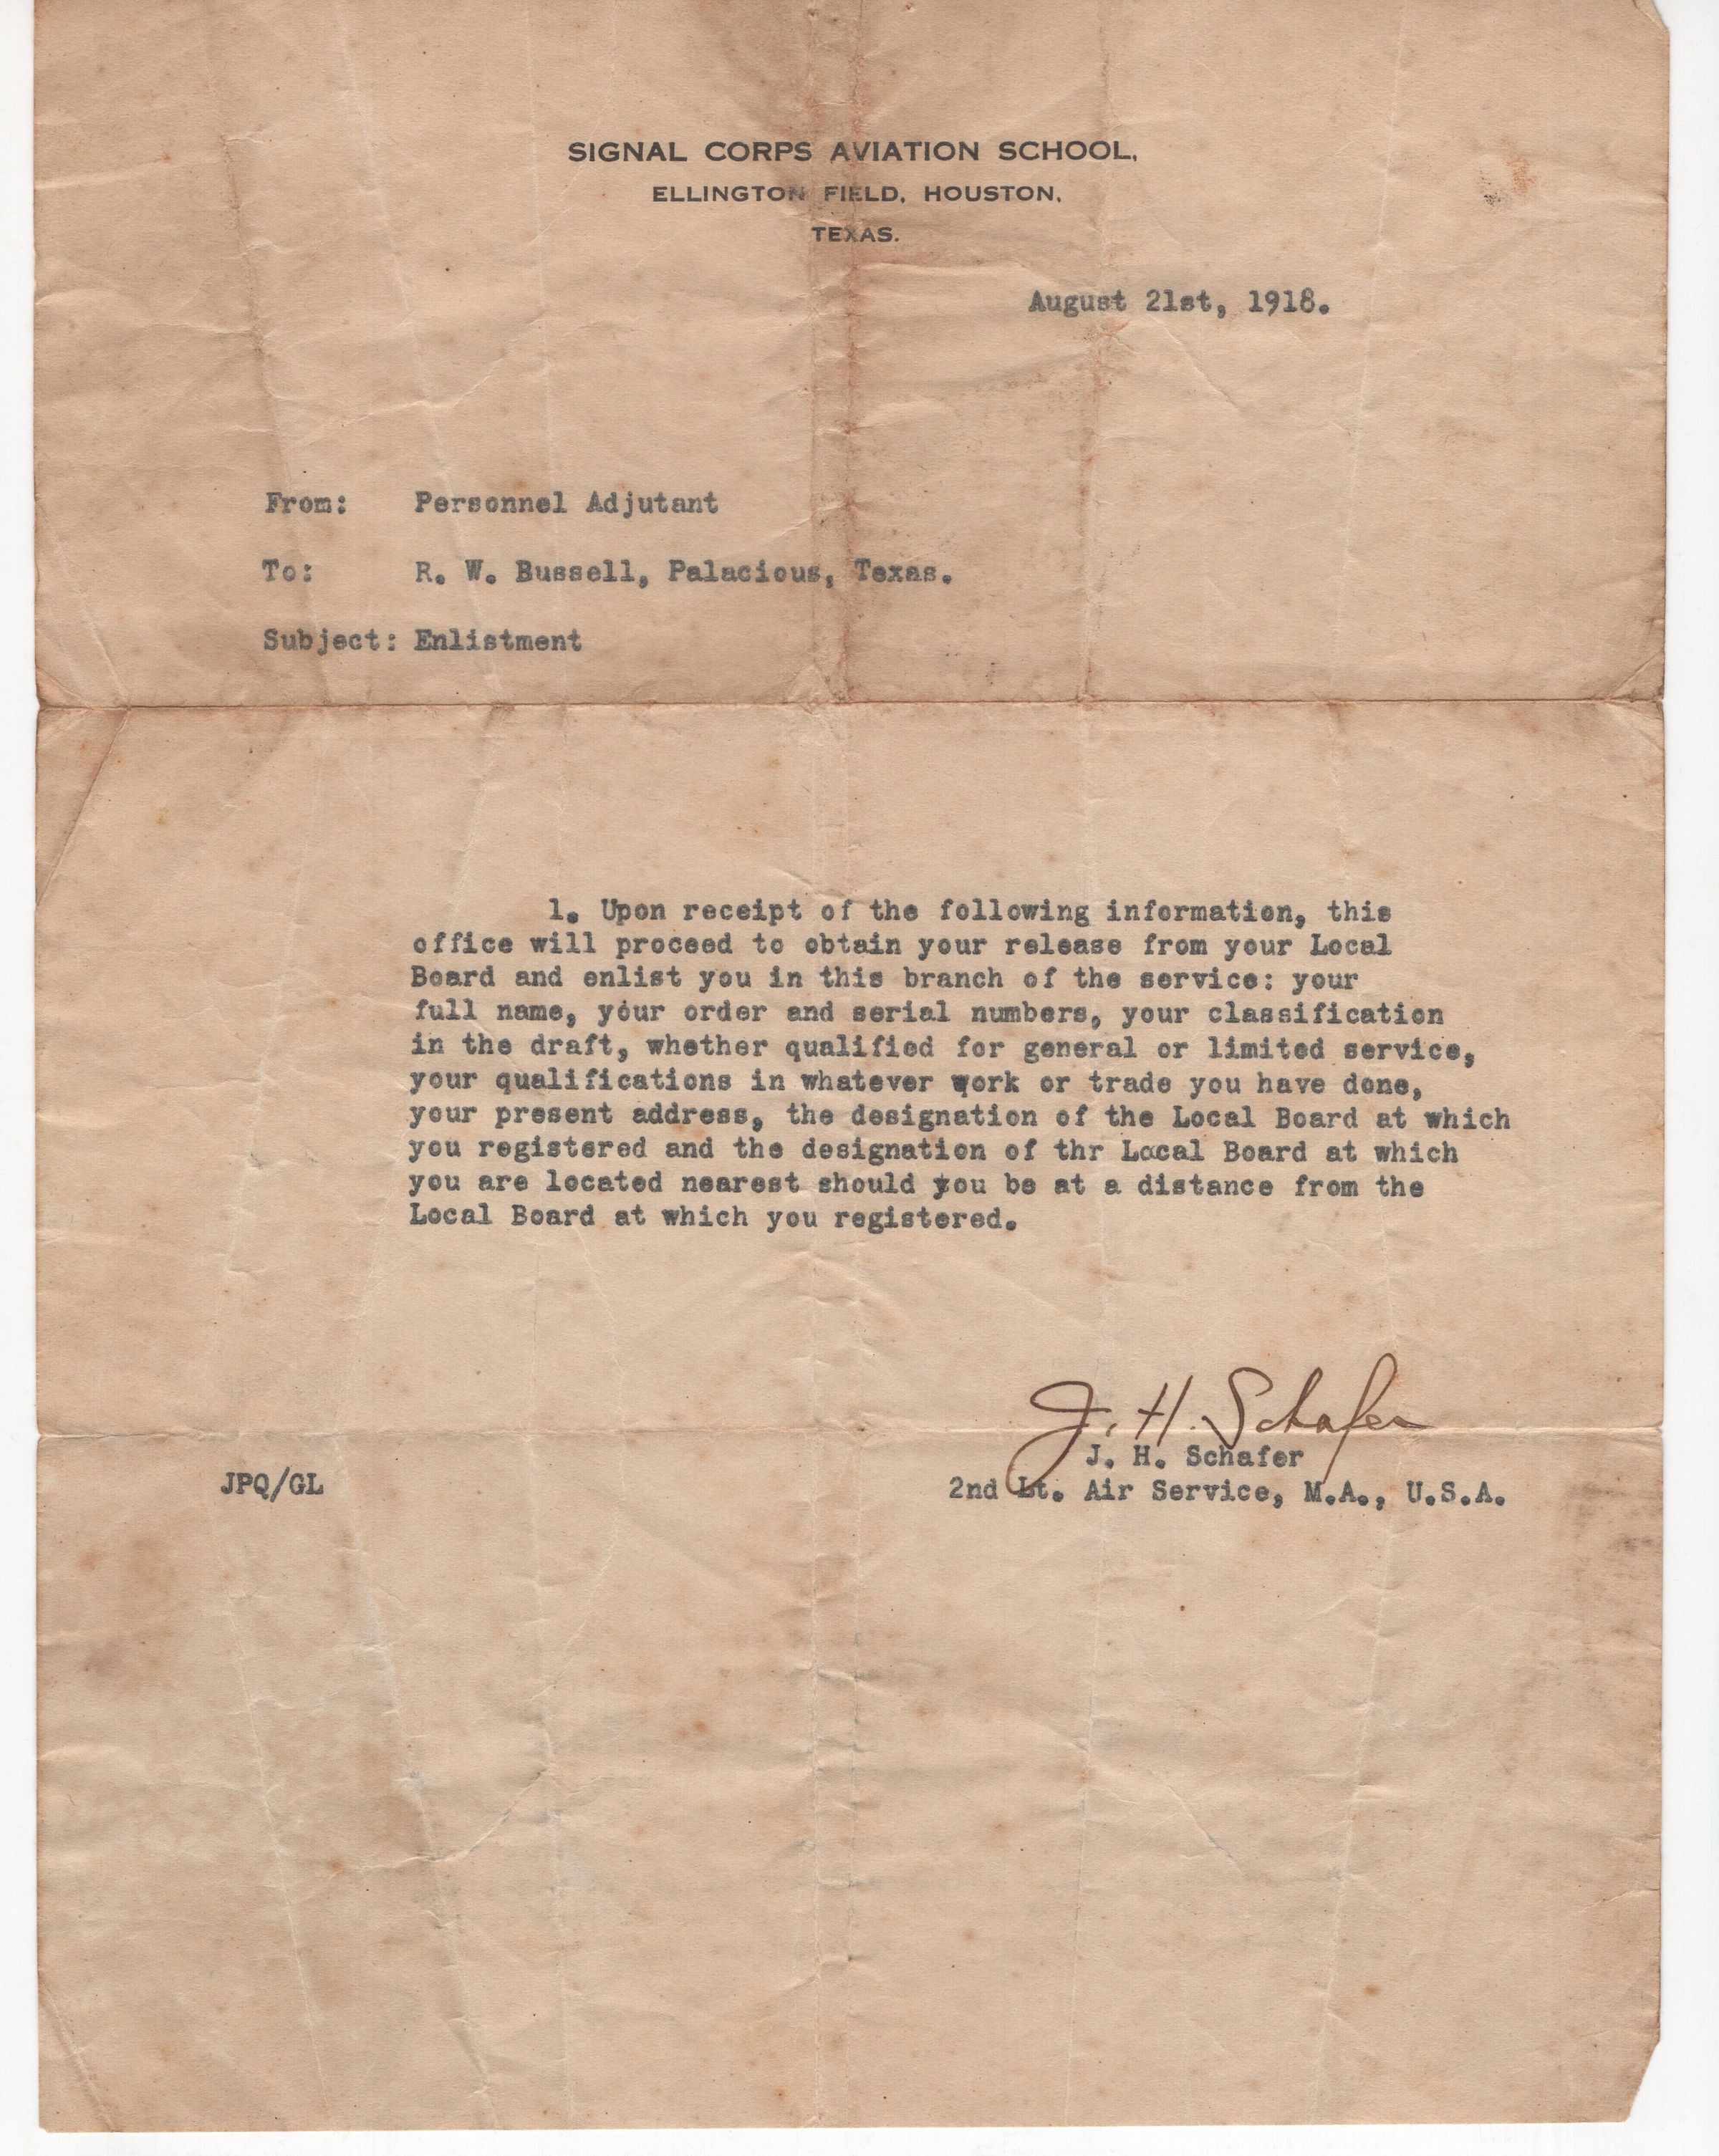 SIGNAL CORPS AVIATION SCHOOL,
ELLINGTON FIELD, HOUSTON,
TEXAS.
August 21st, 1918.
From: Personnel Adjutant
To: R. W. Bussell, Palacious, Texas.
Subject: Enlistment
1. Upon receipt of the following information, this
office will proceed to obtain your release from your Local
Board and enlist you in this branch of the service: your
full name, your order and serial numbers, your classification
in the draft, whether qualified for general or limited service,
your qualifications in whatever work or trade you have done,
your present address, the designation of the Local Board at which
you registered and the designation of thr Local Board at which
you are located nearest should you be at a distance from the
Local Board at which you registered.
J. H. Schafer
J. H. Schafer
JPQ/GL 2nd Lt. Air Service, M.A., U.S.A.